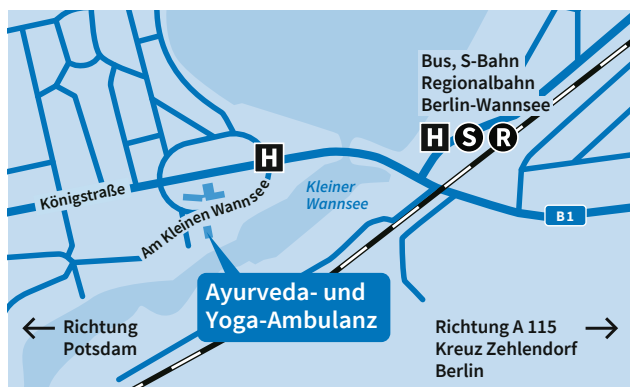 Bus, S-Bahn
Regionalbahn
Berlin-Wannsee
H S R
H
Königstraße
Am Kleinen Wannsee
Kleiner
Wannsee
B1
Ayurveda- und
Yoga-Ambulanz
Richtung
Potsdam
Richtung A 115
Kreuz Zehlendorf
Berlin